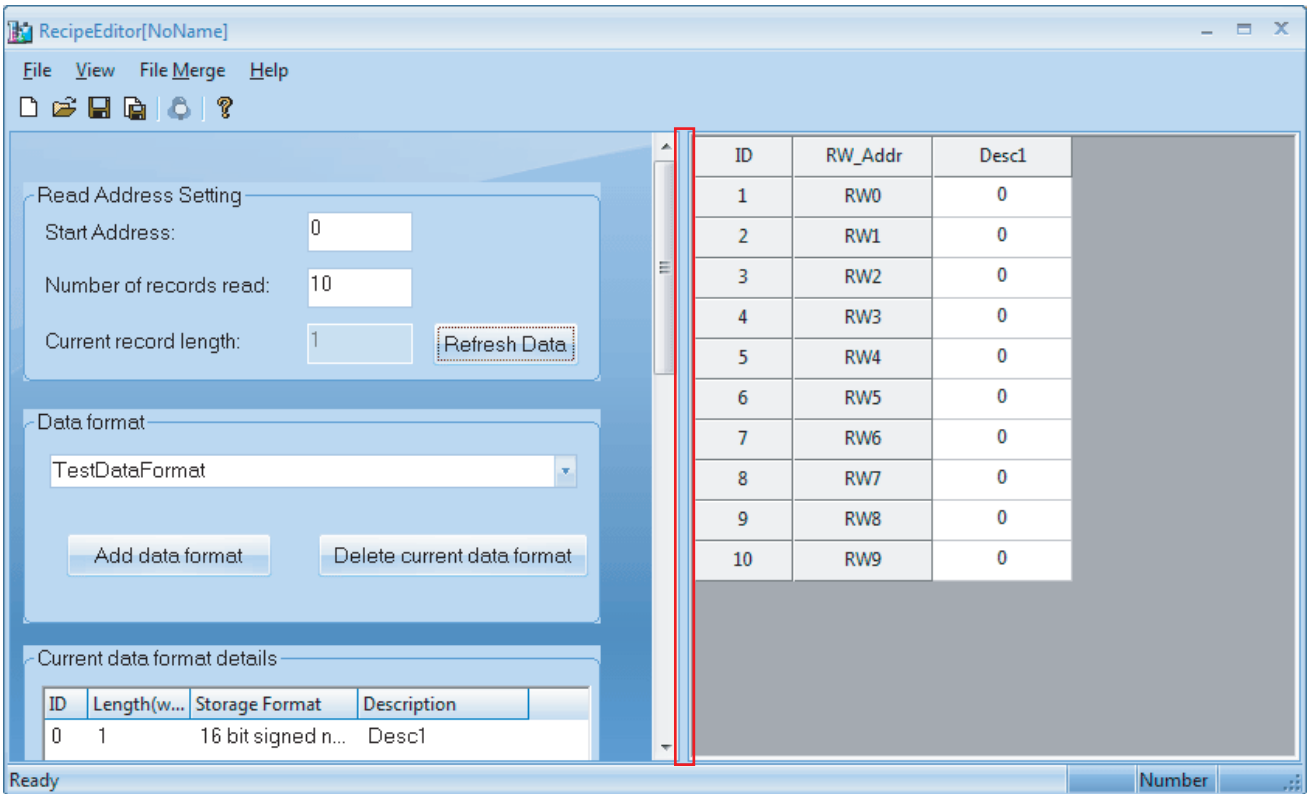 RecipeEditor[NoName]
File View File Merge Help
Read Address Setting
Start Address: 0
Number of records read: 10
Current record length: 1 Refresh Data
Data format
TestDataFormat
Add data format Delete current data format
Current data format details
ID Length(w... Storage Format Description
0 1 16 bit signed n... Desc1
ID RW_Addr Desc1
1 RW0 0
2 RW1 0
3 RW2 0
4 RW3 0
5 RW4 0
6 RW5 0
7 RW6 0
8 RW7 0
9 RW8 0
10 RW9 0
Ready Number